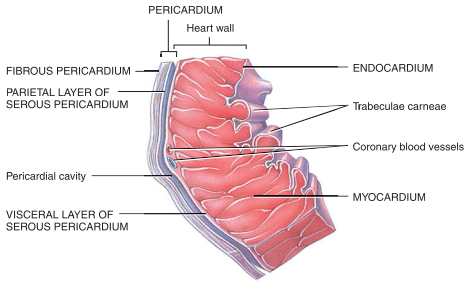 PERICARDIUM
Heart wall
FIBROUS PERICARDIUM
PARIETAL LAYER OF
SEROUS PERICARDIUM
Pericardial cavity
VISCERAL LAYER OF
SEROUS PERICARDIUM
ENDOCARDIUM
Trabeculae carneae
Coronary blood vessels
MYOCARDIUM